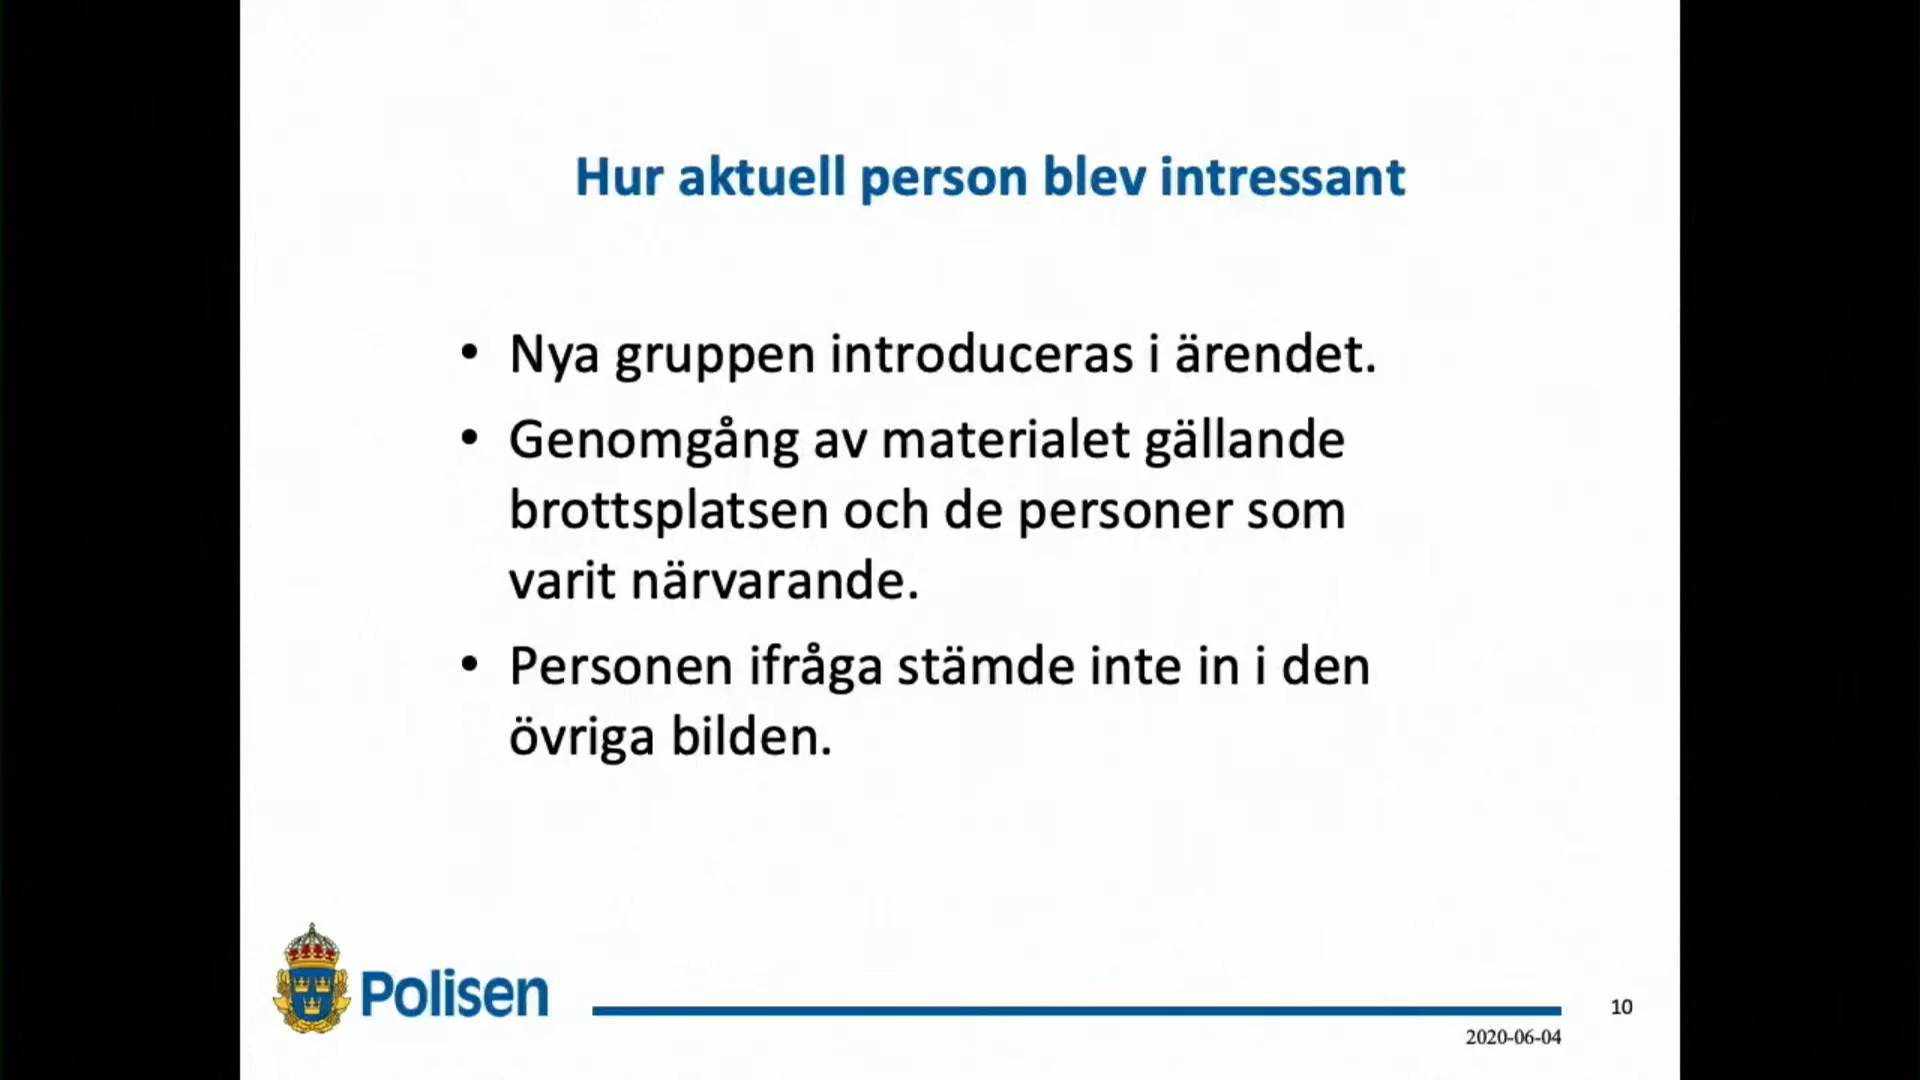 Hur aktuell person blev intressant
• Nya gruppen introduceras i ärendet.
• Genomgång av materialet gällande
brottsplatsen och de personer som
varit närvarande.
• Personen ifråga stämde inte in i den
övriga bilden.
Polisen
10
2020-06-04